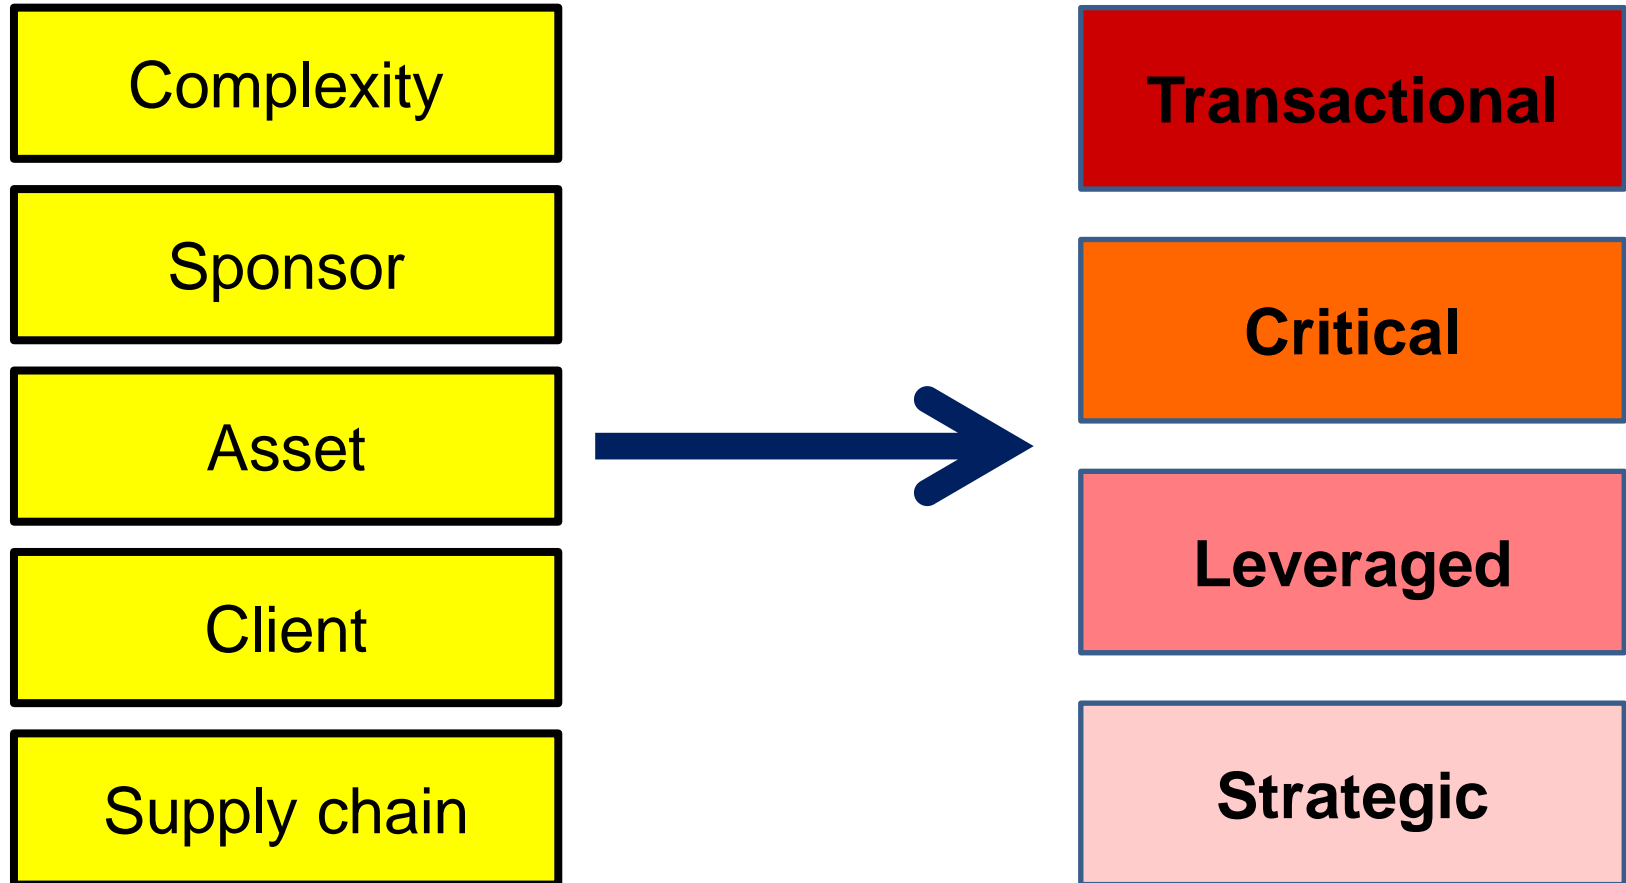 Complexity
Sponsor
Asset
Client
Supply chain
Transactional
Critical
Leveraged
Strategic